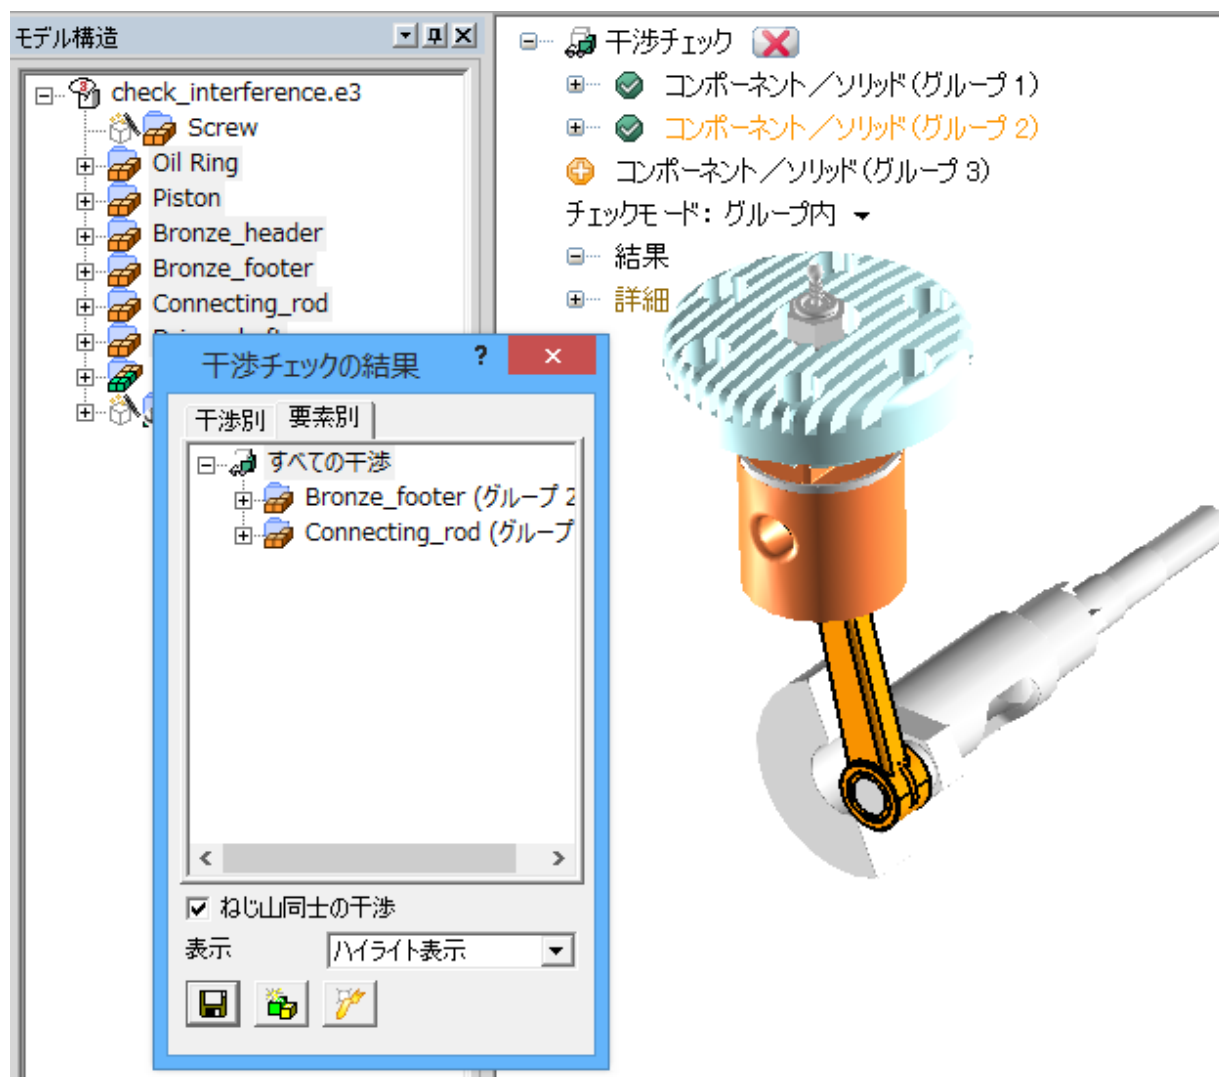 モデル構造
check_interference.e3
Screw
Oil Ring
Piston
Bronze_header
Bronze_footer
Connecting_rod
干渉チェック
コンポーネント／ソリッド(グループ 1)
コンポーネント／ソリッド(グループ 2)
コンポーネント／ソリッド(グループ 3)
チェックモード: グループ内
結果
詳細
干渉チェックの結果 ?
干渉別 要素別
すべての干渉
Bronze_footer (グループ 2
Connecting_rod (グループ
ねじ山同士の干渉
表示 ハイライト表示